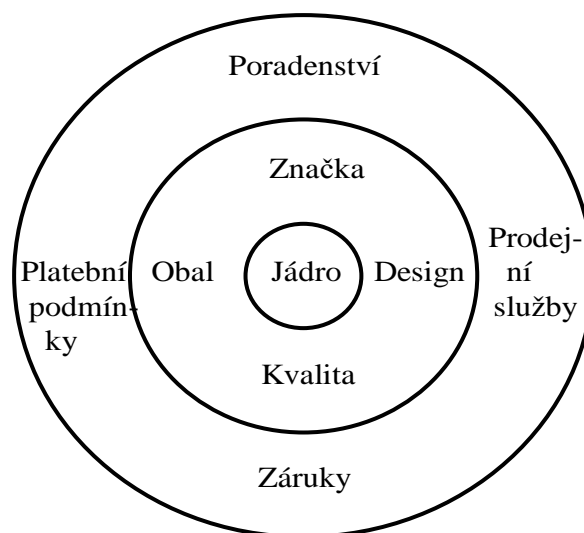 Poradenství
Značka
Platební
podmín-
ky
Obal
Jádro
Design
Prodej-
ní
služby
Kvalita
Záruky